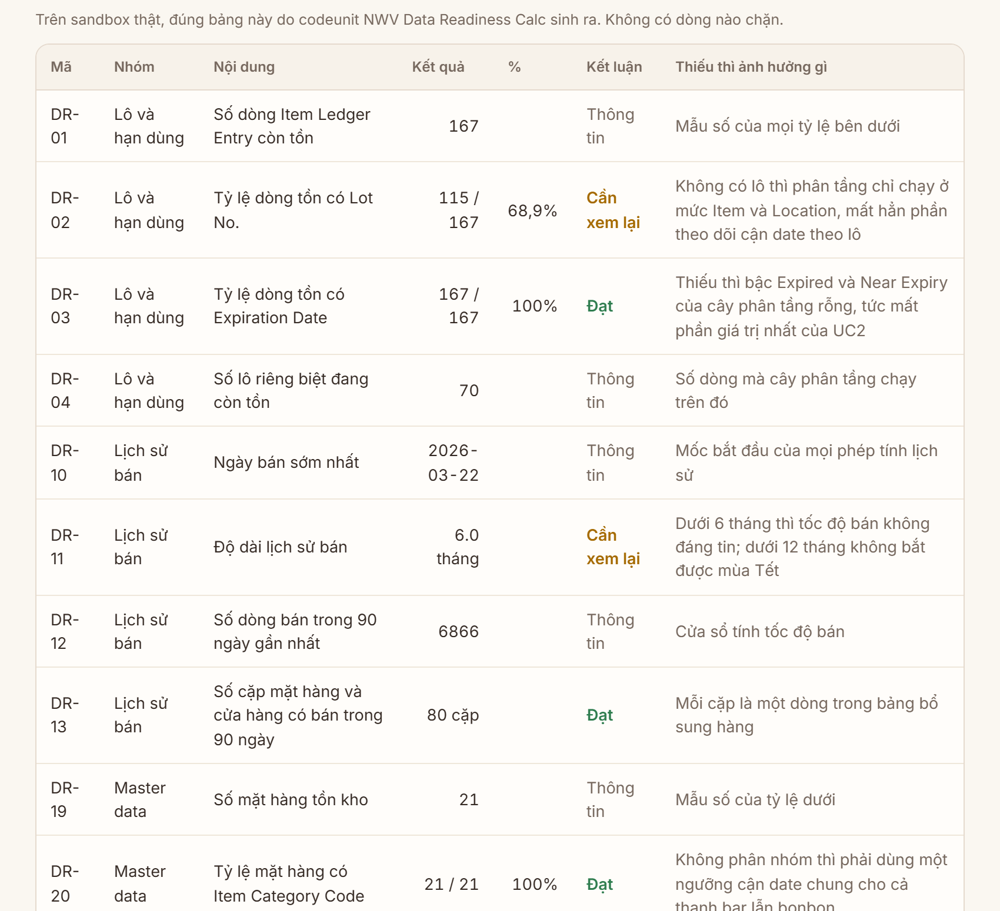 Trên sandbox thật, đúng bảng này do codeunit NWV Data Readiness Calc sinh ra. Không có dòng nào chặn.
Mã Nhóm Nội dung Kết quả % Kết luận Thiếu thì ảnh hưởng gì
DR-
01
Lô và
hạn dùng
Số dòng Item Ledger
Entry còn tồn
167
Thông
tin
Mẫu số của mọi tỷ lệ bên dưới
DR-
02
Lô và
hạn dùng
Tỷ lệ dòng tồn có Lot
No.
115 /
167
68,9%
Cần
xem lại
Không có lô thì phân tầng chỉ chạy ở
mức Item và Location, mất hẳn phần
theo dõi cận date theo lô
DR-
03
Lô và
hạn dùng
Tỷ lệ dòng tồn có
Expiration Date
167 /
167
100%
Đạt
Thiếu thì bậc Expired và Near Expiry
của cây phân tầng rỗng, tức mất
phần giá trị nhất của UC2
DR-
04
Lô và
hạn dùng
Số lô riêng biệt đang
còn tồn
70
Thông
tin
Số dòng mà cây phân tầng chạy
trên đó
DR-
10
Lịch sử
bán
Ngày bán sớm nhất
2026-
03-22
Thông
tin
Mốc bắt đầu của mọi phép tính lịch
sử
DR-
11
Lịch sử
bán
Độ dài lịch sử bán
6.0
tháng
Cần
xem lại
Dưới 6 tháng thì tốc độ bán không
đáng tin; dưới 12 tháng không bắt
được mùa Tết
DR-
12
Lịch sử
bán
Số dòng bán trong 90
ngày gần nhất
6866
Thông
tin
Cửa sổ tính tốc độ bán
DR-
13
Lịch sử
bán
Số cặp mặt hàng và
cửa hàng có bán trong
90 ngày
80 cặp
Đạt
Mỗi cặp là một dòng trong bảng bổ
sung hàng
DR-
19
Master
data
Số mặt hàng tồn kho
21
Thông
tin
Mẫu số của tỷ lệ dưới
DR-
20
Master
data
Tỷ lệ mặt hàng có
Item Category Code
21 / 21
100%
Đạt
Không phân nhóm thì phải dùng một
ngưỡng cận date chung cho cả
thanh bar lẫn bonbon